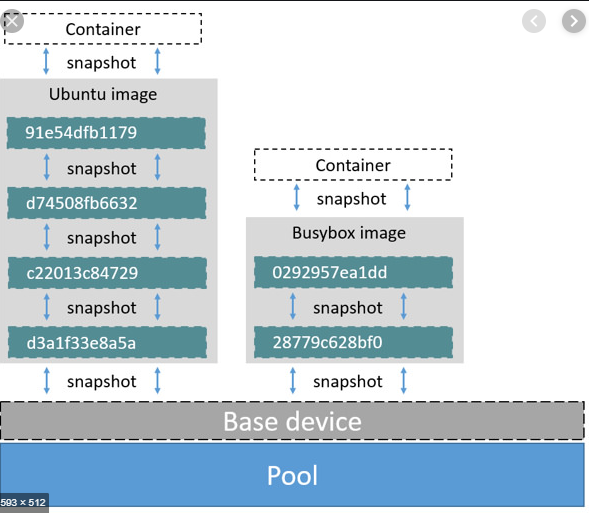 Container
snapshot
Ubuntu image
91e54dfb1179
snapshot
d74508fb6632
snapshot
c22013c84729
snapshot
d3a1f33e8a5a
snapshot
Container
snapshot
Busybox image
0292957ea1dd
snapshot
28779c628bf0
snapshot
Base device
Pool
593 × 512